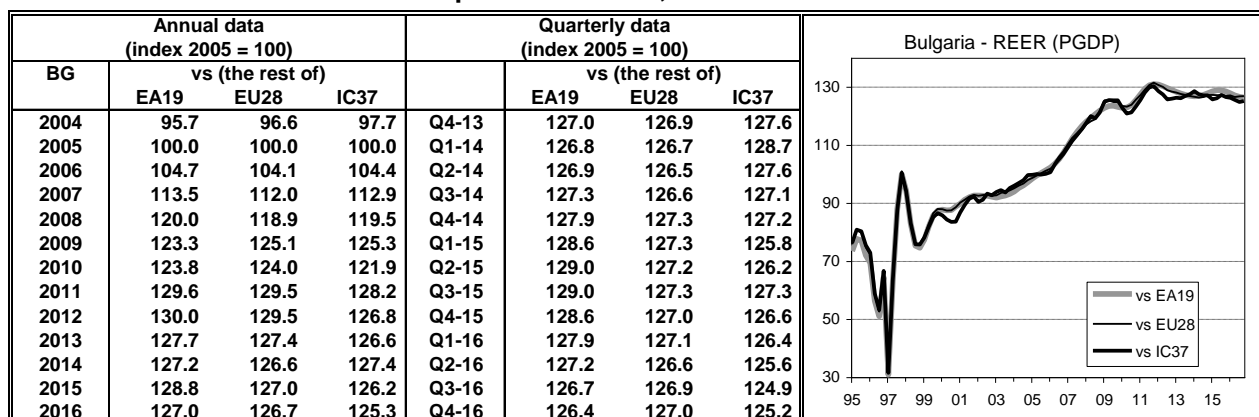 Annual data Quarterly data
(index 2005 = 100) (index 2005 = 100)
BG vs (the rest of) vs (the rest of)
EA19 EU28 IC37 EA19 EU28 IC37
2004 95.7 96.6 97.7 Q4-13 127.0 126.9 127.6
2005 100.0 100.0 100.0 Q1-14 126.8 126.7 128.7
2006 104.7 104.1 104.4 Q2-14 126.9 126.5 127.6
2007 113.5 112.0 112.9 Q3-14 127.3 126.6 127.1
2008 120.0 118.9 119.5 Q4-14 127.9 127.3 127.2
2009 123.3 125.1 125.3 Q1-15 128.6 127.3 125.8
2010 123.8 124.0 121.9 Q2-15 129.0 127.2 126.2
2011 129.6 129.5 128.2 Q3-15 129.0 127.3 127.3
2012 130.0 129.5 126.8 Q4-15 128.6 127.0 126.6
2013 127.7 127.4 126.6 Q1-16 127.9 127.1 126.4
2014 127.2 126.6 127.4 Q2-16 127.2 126.6 125.6
2015 128.8 127.0 126.2 Q3-16 126.7 126.9 124.9
2016 127.0 126.7 125.3 Q4-16 126.4 127.0 125.2
Bulgaria - REER (PGDP)
130
110
90
70
50
30
vs EA19
vs EU28
vs IC37
95 97 99 01 03 05 07 09 11 13 15